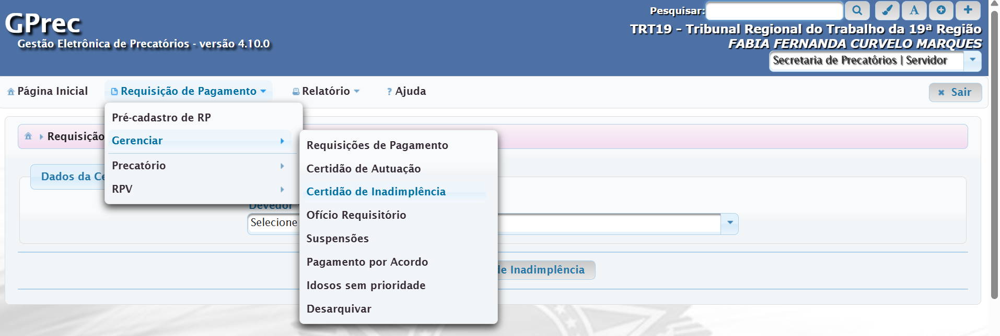 GPrec
Gestão Eletrônica de Precatórios - versão 4.10.0
Pesquisar:
A
TRT19 - Tribunal Regional do Trabalho da 19ª Região
FABIA FERNANDA CURVELO MARQUES
Secretaria de Precatórios | Servidor
Página Inicial
Requisição de Pagamento
Relatório
? Ajuda
Sair
Pré-cadastro de RP
Gerenciar
Precatório
RPV
Requisição
Requisições de Pagamento
Certidão de Autuação
Certidão de Inadimplência
Ofício Requisitório
Suspensões
Pagamento por Acordo
Idosos sem prioridade
Desarquivar
Dados da Ce
Devedor
Selecione
de Inadimplência